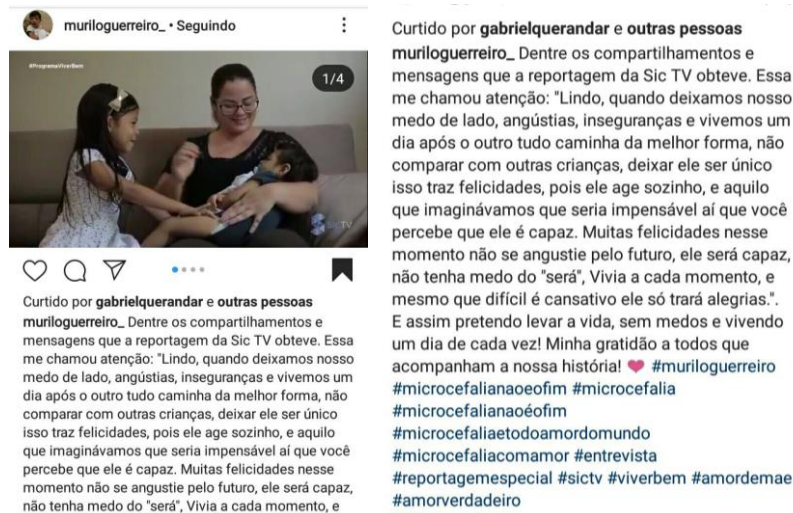 muriloguerreiro_ • Seguindo
#ProgramaViverBem
1/4
TV
Curtido por gabrielquerandar e outras pessoas
muriloguerreiro_ Dentre os compartilhamentos e
mensagens que a reportagem da Sic TV obteve. Essa
me chamou atenção: "Lindo, quando deixamos nosso
medo de lado, angústias, inseguranças e vivemos um
dia após o outro tudo caminha da melhor forma, não
comparar com outras crianças, deixar ele ser único
isso traz felicidades, pois ele age sozinho, e aquilo
que imaginávamos que seria impensável aí que você
percebe que ele é capaz. Muitas felicidades nesse
momento não se angustie pelo futuro, ele será capaz,
não tenha medo do "será", Vivia a cada momento, e
Curtido por gabrielquerandar e outras pessoas
muriloguerreiro_ Dentre os compartilhamentos e
mensagens que a reportagem da Sic TV obteve. Essa
me chamou atenção: "Lindo, quando deixamos nosso
medo de lado, angústias, inseguranças e vivemos um
dia após o outro tudo caminha da melhor forma, não
comparar com outras crianças, deixar ele ser único
isso traz felicidades, pois ele age sozinho, e aquilo
que imaginávamos que seria impensável aí que você
percebe que ele é capaz. Muitas felicidades nesse
momento não se angustie pelo futuro, ele será capaz,
não tenha medo do "será", Vivia a cada momento, e
mesmo que difícil é cansativo ele só trará alegrias.".
E assim pretendo levar a vida, sem medos e vivendo
um dia de cada vez! Minha gratidão a todos que
acompanham a nossa história! 💗 #muriloguerreiro
#microcefalianaoeofim #microcefalia
#microcefalianaoéofim
#microcefaliaetodoamordomundo
#microcefaliacomamor #entrevista
#reportagemespecial #sictv #viverbem #amordemae
#amorverdadeiro